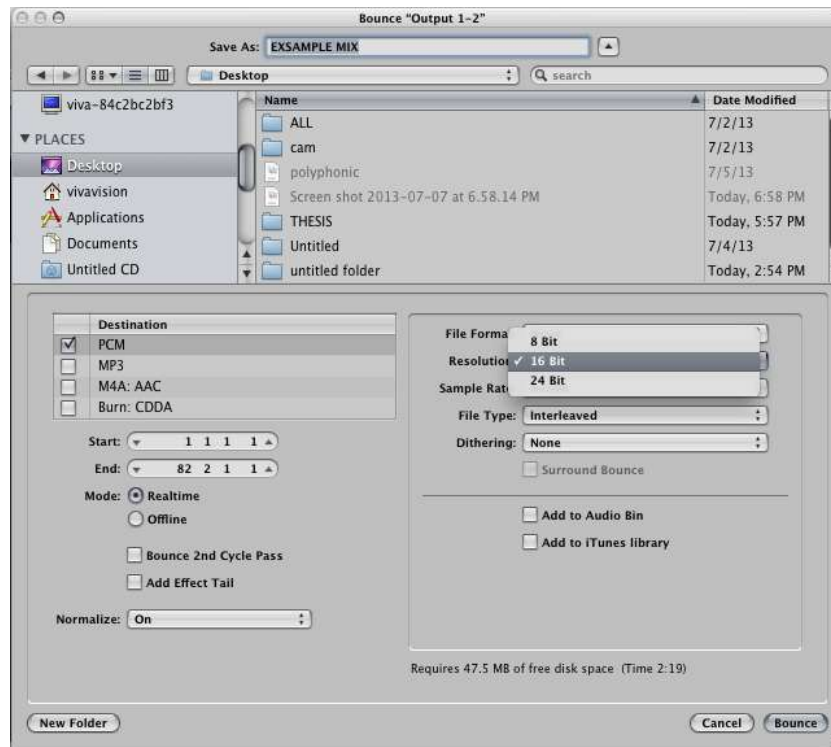 Bounce "Output 1-2"
Save As: EXSAMPLE MIX
Desktop search
viva-84c2bc2bf3
PLACES
Desktop
vivavision
Applications
Documents
Untitled CD
Name Date Modified
ALL 7/2/13
cam 7/2/13
polyphonic 7/5/13
Screen shot 2013-07-07 at 6.58.14 PM Today, 6:58 PM
THESIS Today, 5:57 PM
Untitled 7/4/13
untitled folder Today, 2:54 PM
Destination
PCM
MP3
M4A: AAC
Burn: CDDA
Start: 1 1 1 1
End: 82 2 1 1
Mode: Realtime
Offline
Bounce 2nd Cycle Pass
Add Effect Tail
Normalize: On
File Forma
8 Bit
Resolution ✓ 16 Bit
Sample Rat
24 Bit
File Type: Interleaved
Dithering: None
Surround Bounce
Add to Audio Bin
Add to iTunes library
Requires 47.5 MB of free disk space (Time 2:19)
New Folder Cancel Bounce